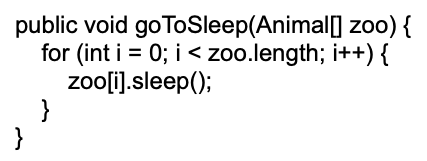 public void goToSleep(Animal[] zoo) {
for (int i = 0; i < zoo.length; i++) {
zoo[i].sleep();
}
}